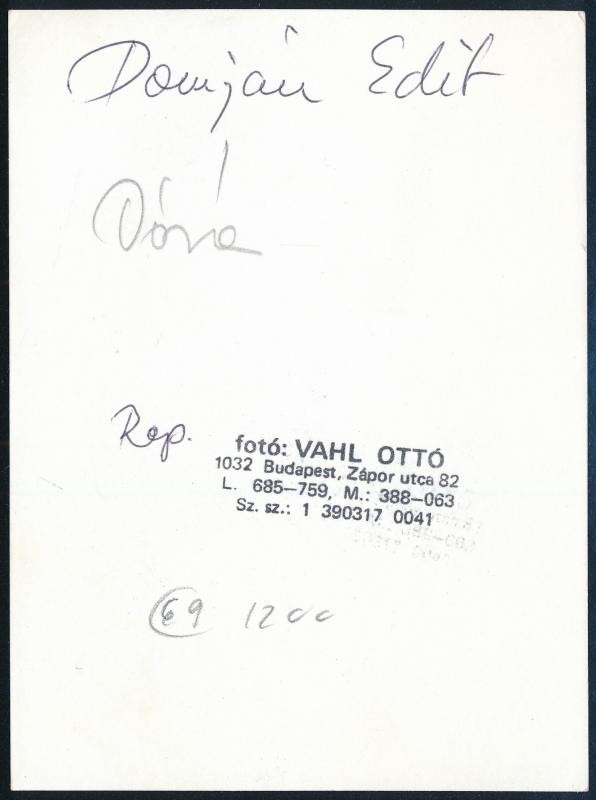 Domján Edit
Dóra
Rep.
fotó: VAHL OTTÓ
1032 Budapest, Zápor utca 82
L. 685–759, M.: 388-063
Sz. sz.: 1 390317 0041
69 1200